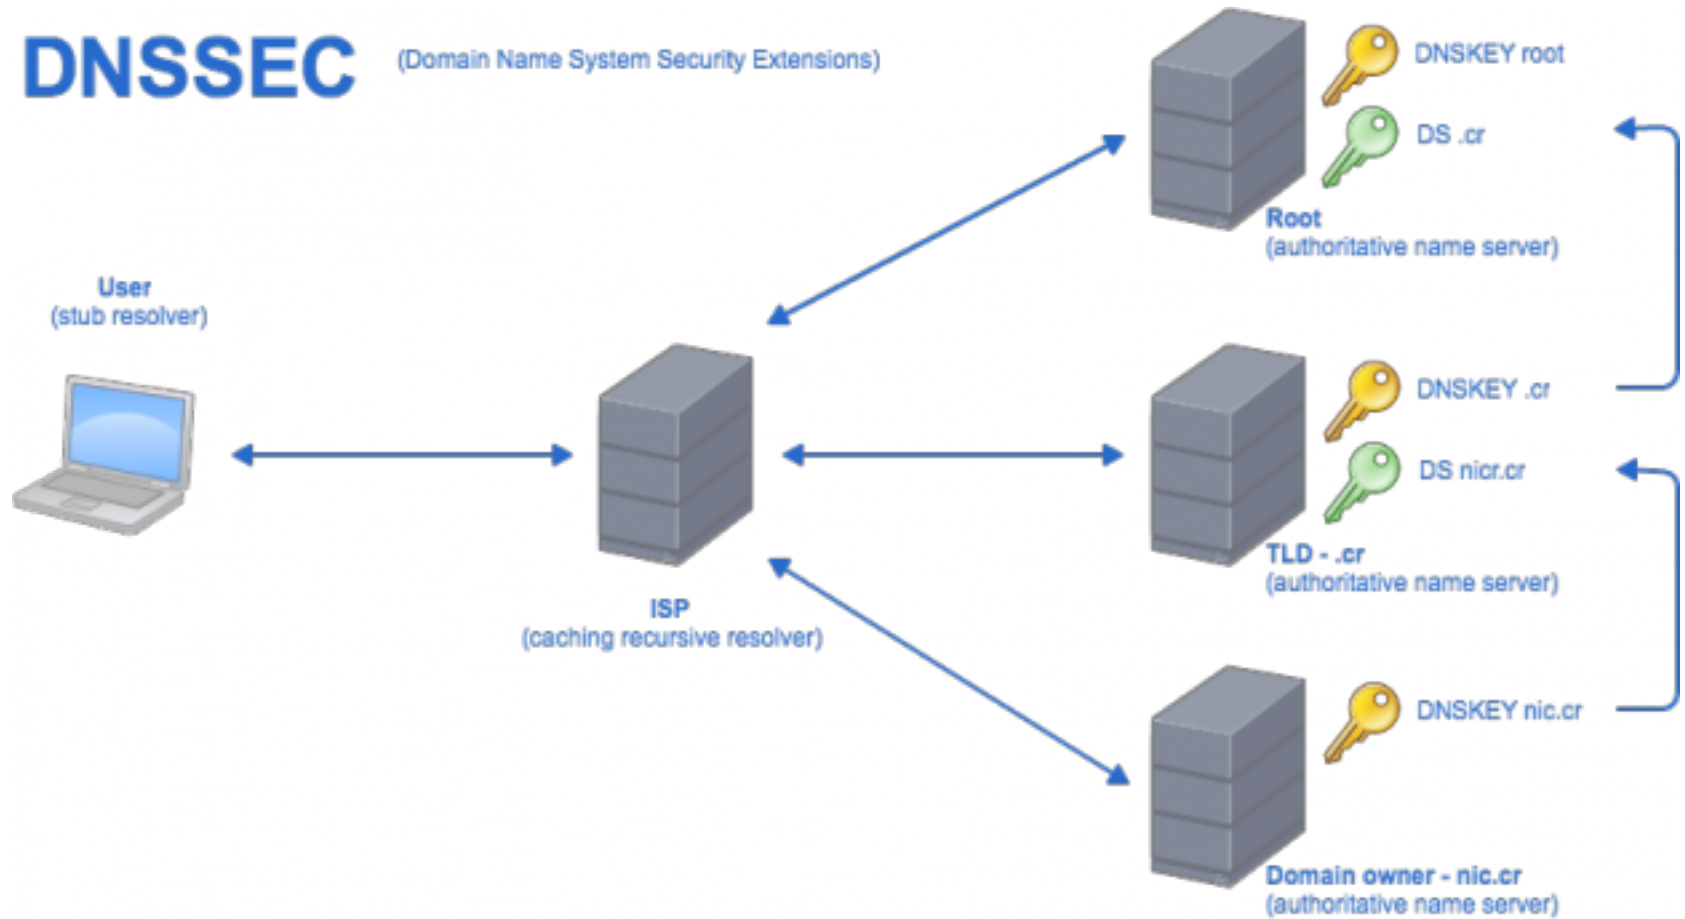 DNSSEC
(Domain Name System Security Extensions)
DNSKEY root
DS .cr
Root
(authoritative name server)
User
(stub resolver)
DNSKEY .cr
DS nicr.cr
TLD - .cr
(authoritative name server)
ISP
(caching recursive resolver)
DNSKEY nic.cr
Domain owner - nic.cr
(authoritative name server)